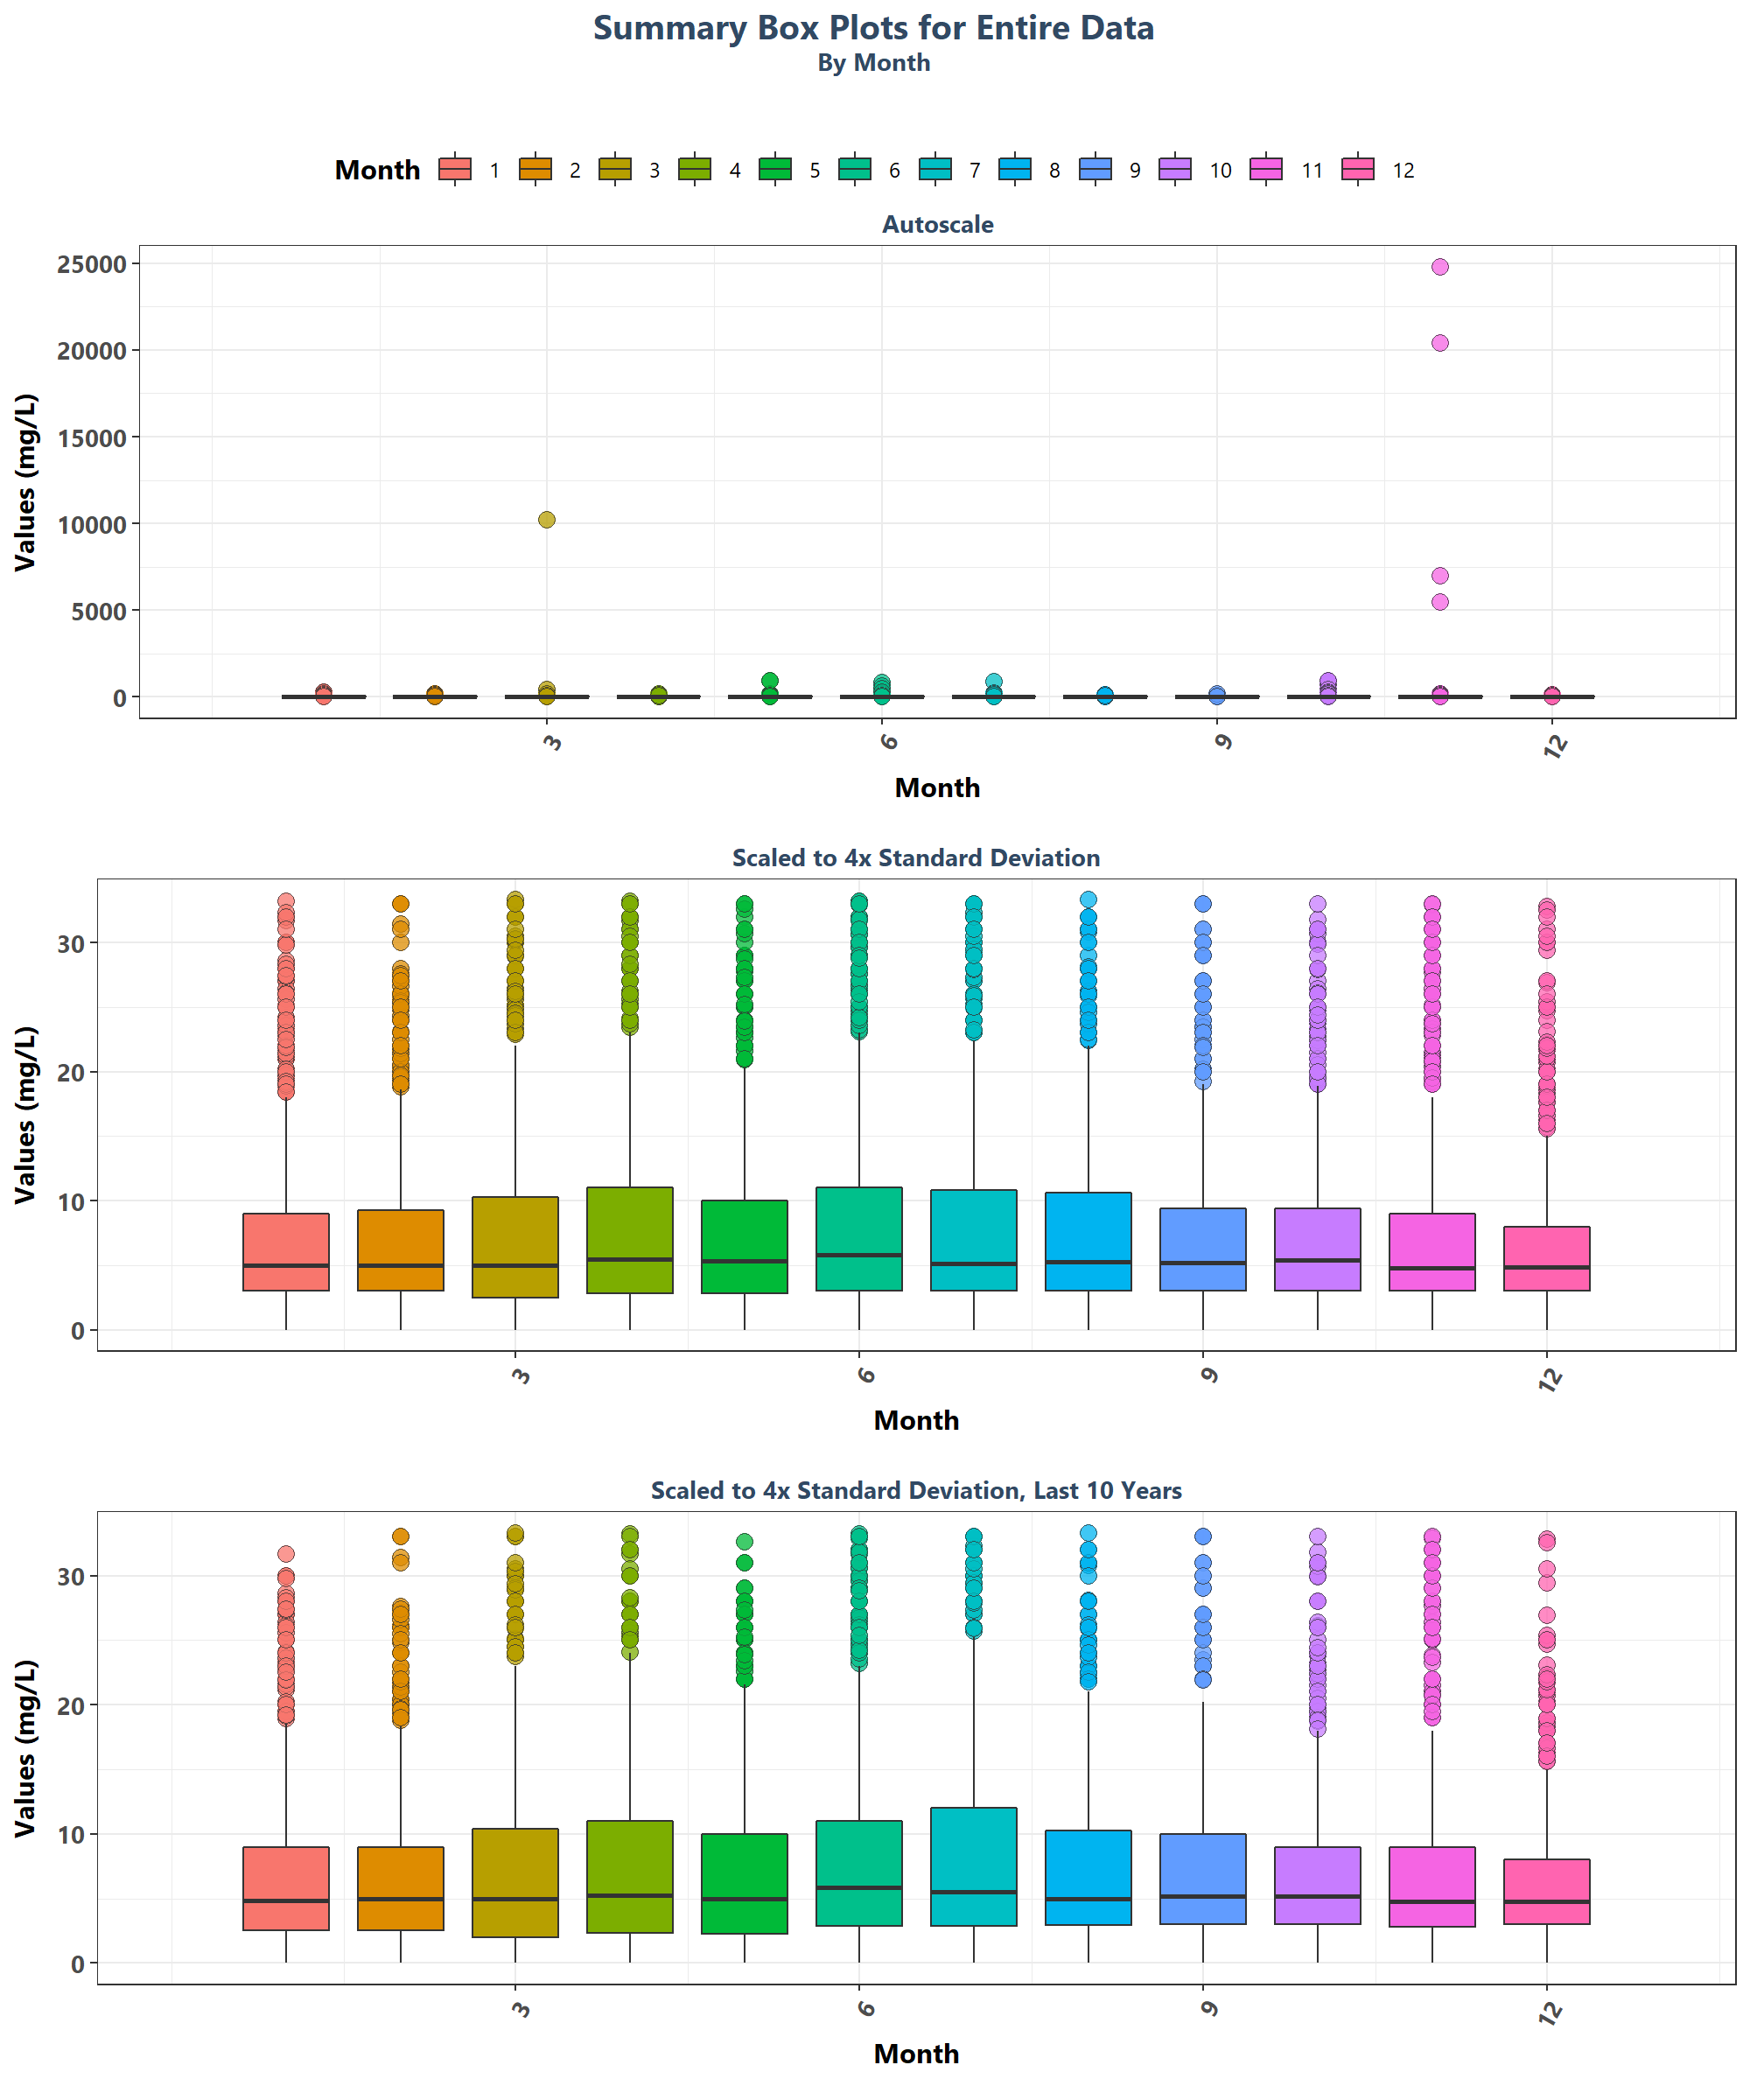 Summary Box Plots for Entire Data
By Month
Month 1 2 3 4 5 6 7 8 9 10 11 12
Autoscale
Values (mg/L)
25000
20000
15000
10000
5000
0
3 6 9 12
Month
Scaled to 4x Standard Deviation
Values (mg/L)
30
20
10
0
3 6 9 12
Month
Scaled to 4x Standard Deviation, Last 10 Years
Values (mg/L)
30
20
10
0
3 6 9 12
Month